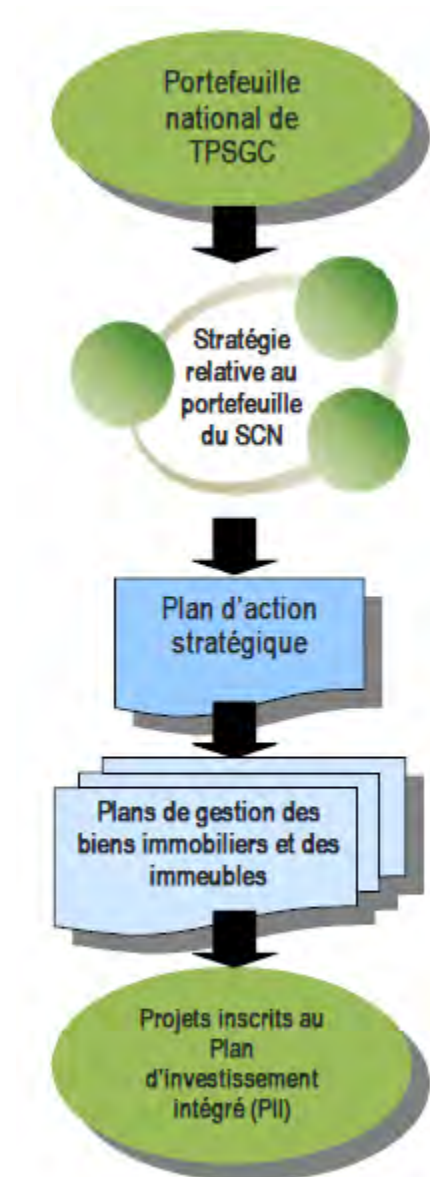 Portefeuille
national de
TPSGC
Stratégie
relative au
portefeuille
du SCN
Plan d'action
stratégique
Plans de gestion des
biens immobiliers et des
immeubles
Projets inscrits au
Plan
d'investissement
intégré (PII)